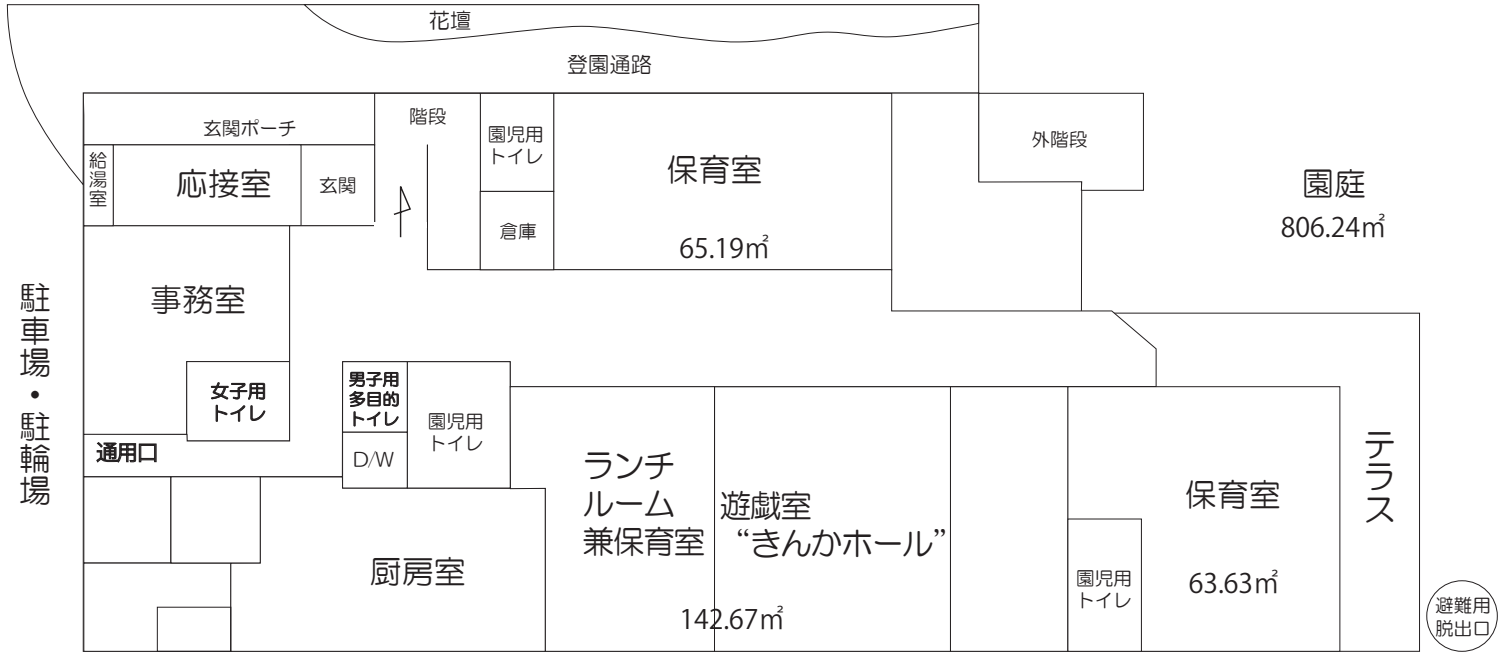 花壇
登園通路
玄関ポーチ
階段
園児用
トイレ
保育室
65.19㎡
外階段
園庭
806.24㎡
給湯室
応接室
玄関
倉庫
事務室
駐車場・駐輪場
女子用
トイレ
男子用
多目的
トイレ
園児用
トイレ
通用口
D/W
ランチ
ルーム
兼保育室
遊戯室
“きんかホール”
142.67㎡
厨房室
保育室
63.63㎡
園児用
トイレ
テラス
避難用
脱出口